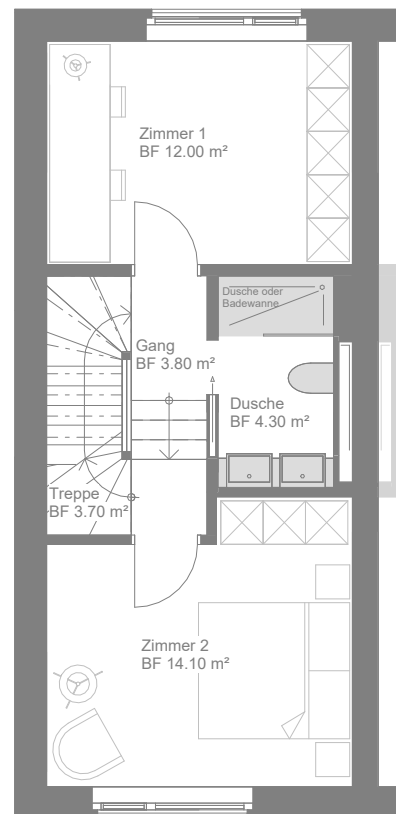 Zimmer 1
BF 12.00 m²
Dusche oder
Badewanne
Gang
BF 3.80 m²
Dusche
BF 4.30 m²
Treppe
BF 3.70 m²
Zimmer 2
BF 14.10 m²